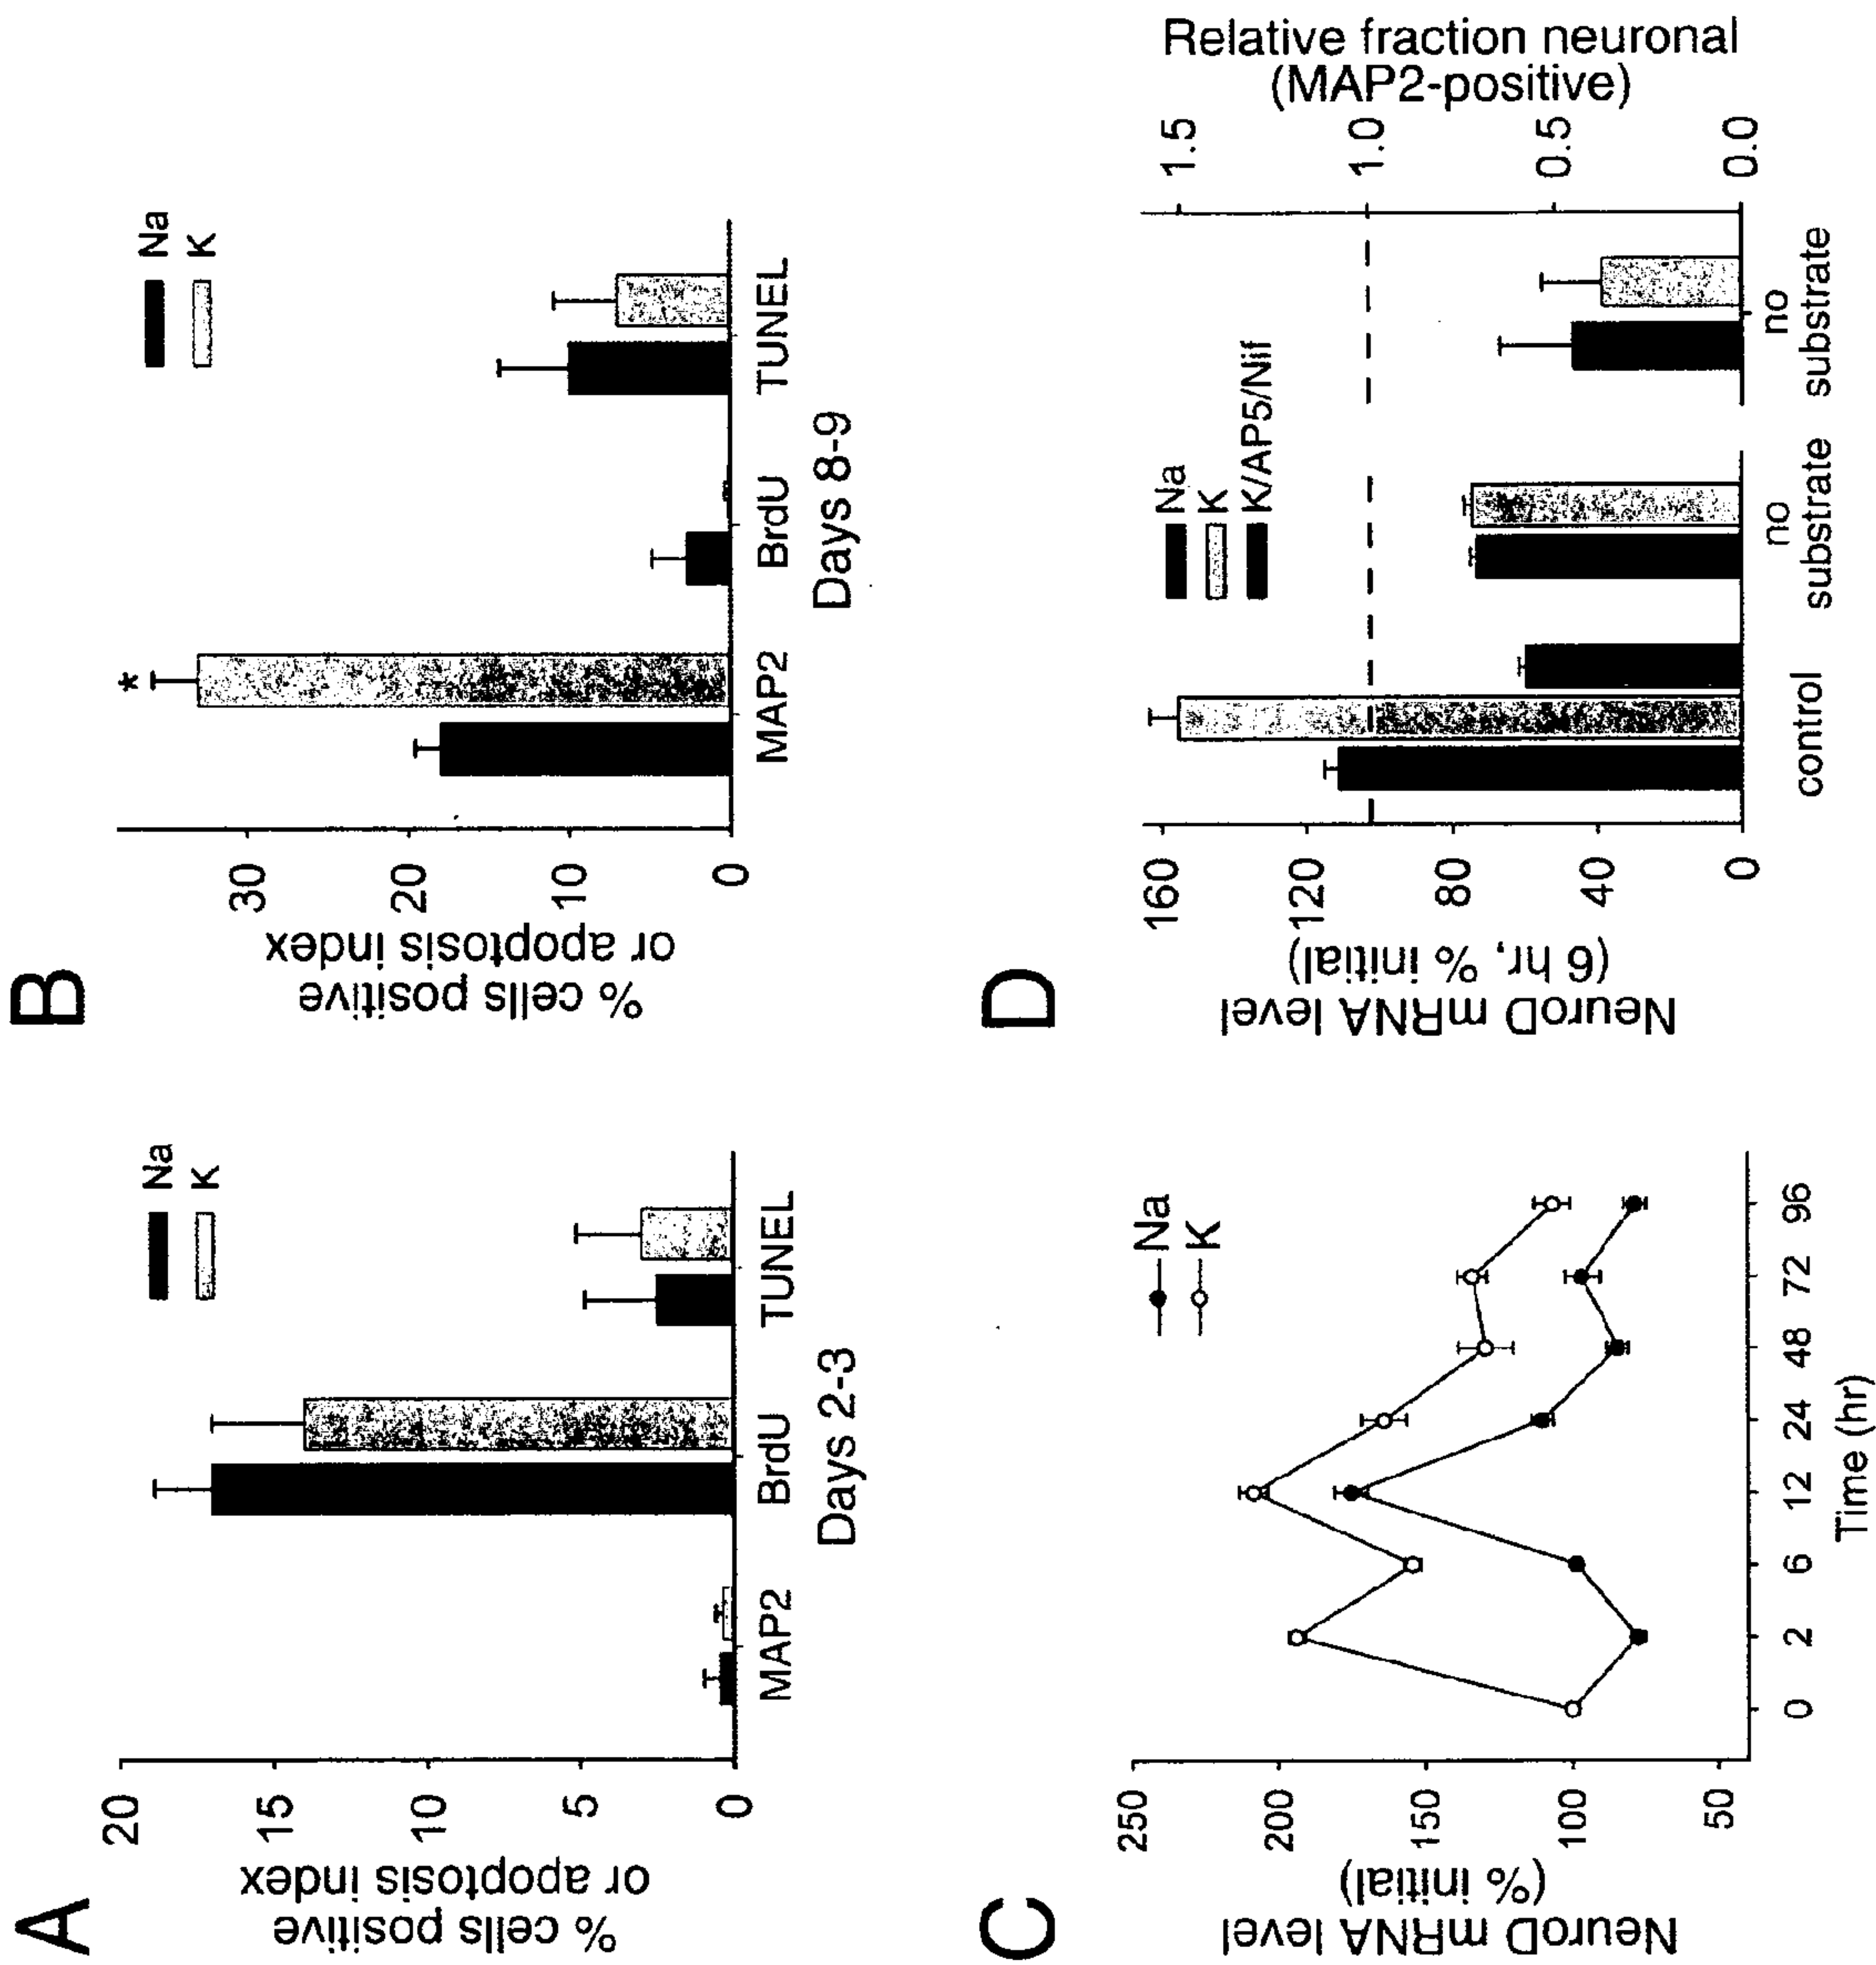 A
% cells positive
or apoptosis index
20
15
10
5
0
Na
K
MAP2
BrdU
TUNEL
Days 2-3
B
% cells positive
or apoptosis index
30
20
10
0
*
Na
K
MAP2
BrdU
TUNEL
Days 8-9
C
NeuroD mRNA level
(% initial)
250
200
150
100
50
Na
K
0
2
6
12
24
48
72
96
Time (hr)
D
NeuroD mRNA level
(6 hr, % initial)
160
120
80
40
0
Na
K
K/AP5/Nif
control
no
substrate
no
substrate
1.5
1.0
0.5
0.0
Relative fraction neuronal
(MAP2-positive)